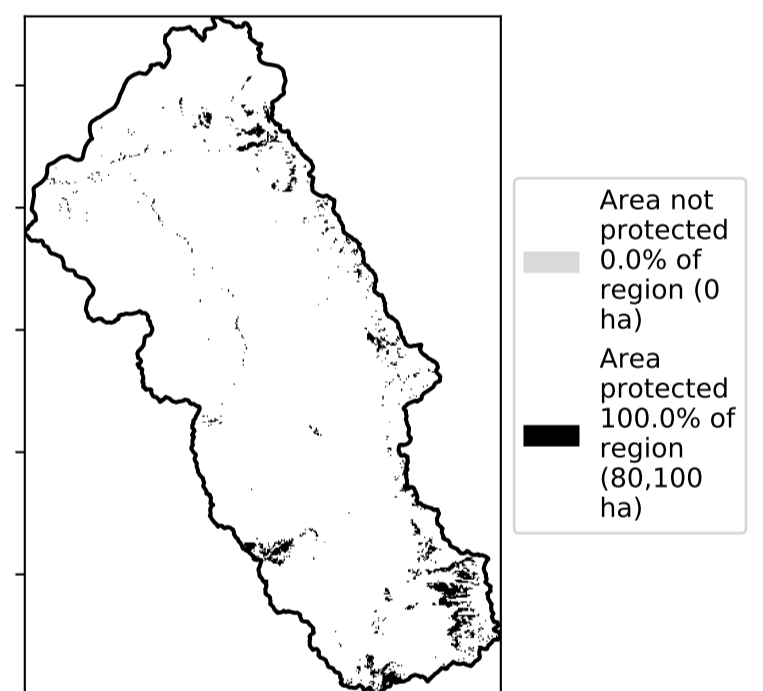 Area not
protected
0.0% of
region (0
ha)
Area
protected
100.0% of
region
(80,100
ha)